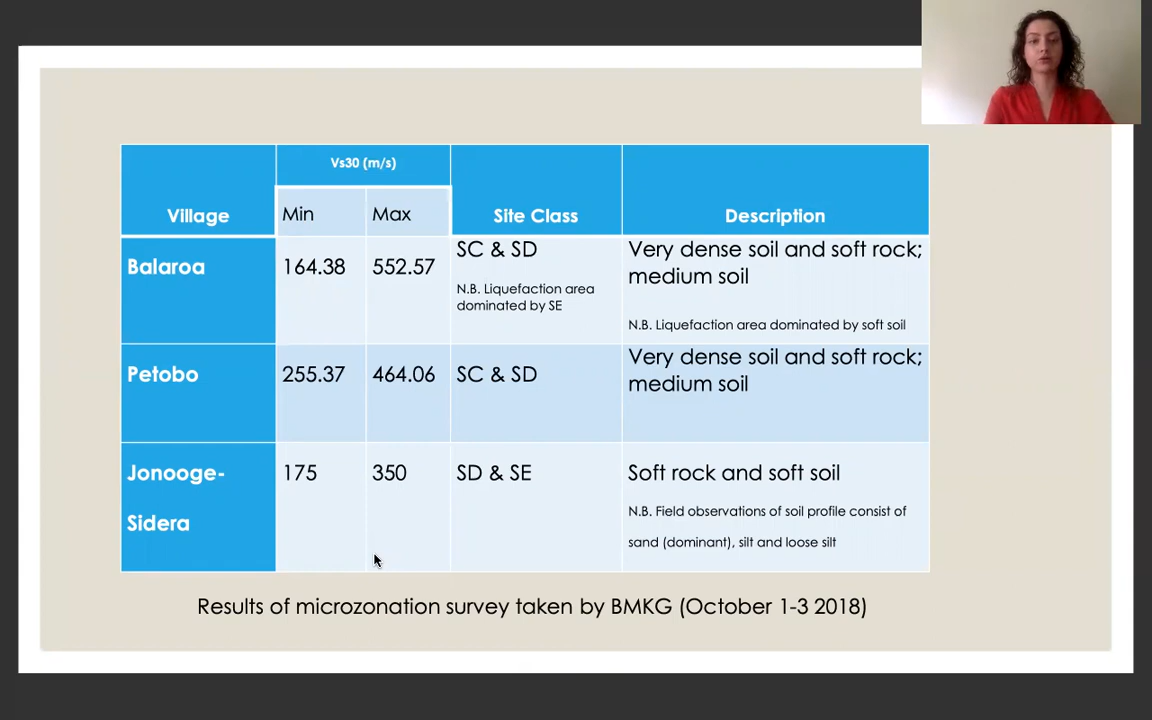 Vs30 (m/s)
Village
Min
Max
Site Class
Description
Balaroa
164.38
552.57
SC & SD
N.B. Liquefaction area
dominated by SE
Very dense soil and soft rock;
medium soil
N.B. Liquefaction area dominated by soft soil
Petobo
255.37
464.06
SC & SD
Very dense soil and soft rock;
medium soil
Jonooge-
Sidera
175
350
SD & SE
Soft rock and soft soil
N.B. Field observations of soil profile consist of
sand (dominant), silt and loose silt
Results of microzonation survey taken by BMKG (October 1-3 2018)